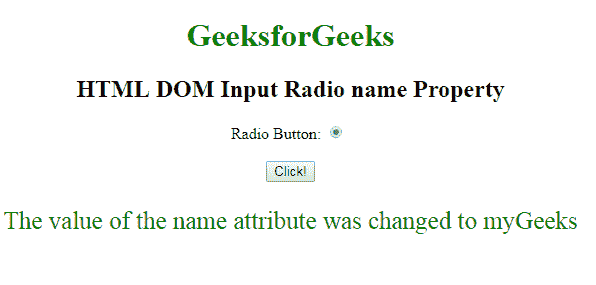 GeeksforGeeks
HTML DOM Input Radio name Property
Radio Button:
Click!
The value of the name attribute was changed to myGeeks